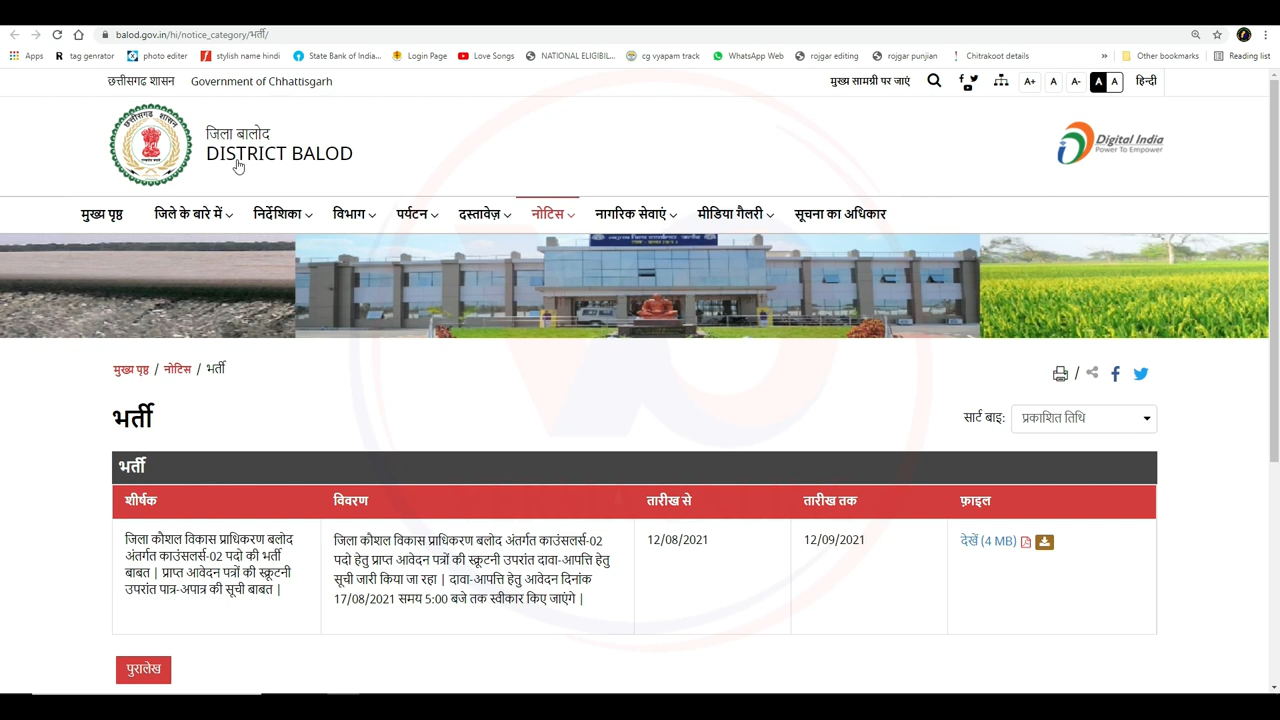 balod.gov.in/hi/notice_category/भर्ती/
Apps tag genrator photo editer stylish name hindi State Bank of India... Login Page Love Songs NATIONAL ELIGIBIL... cg vyapam track WhatsApp Web rojgar editing rojgar punjian Chitrakoot details » Other bookmarks Reading list
छत्तीसगढ शासन Government of Chhattisgarh मुख्य सामग्री पर जाएं A+ A A- A A हिन्दी
जिला बालोद
DISTRICT BALOD
Digital India
Power To Empower
मुख्य पृष्ठ जिले के बारे में निर्देशिका विभाग पर्यटन दस्तावेज़ नोटिस नागरिक सेवाएं मीडिया गैलरी सूचना का अधिकार
मुख्य पृष्ठ / नोटिस / भर्ती
भर्ती
सार्ट बाइ: प्रकाशित तिथि
भर्ती
शीर्षक विवरण तारीख से तारीख तक फ़ाइल
जिला कौशल विकास प्राधिकरण बलोद
अंतर्गत काउंसलर्स-02 पदो की भर्ती
बाबत | प्राप्त आवेदन पत्रों की स्क्रूटनी
उपरांत पात्र-अपात्र की सूची बाबत |
जिला कौशल विकास प्राधिकरण बलोद अंतर्गत काउंसलर्स-02
पदों हेतु प्राप्त आवेदन पत्रों की स्क्रूटनी उपरांत दावा-आपत्ति हेतु
सूची जारी किया जा रहा | दावा-आपत्ति हेतु आवेदन दिनांक
17/08/2021 समय 5:00 बजे तक स्वीकार किए जाएंगे |
12/08/2021
12/09/2021
देखें (4 MB)
पुरालेख